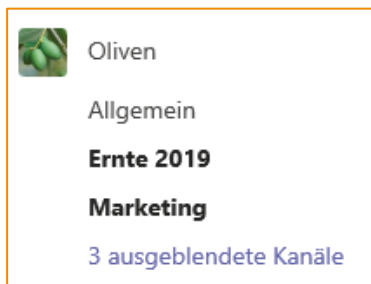 Oliven
Allgemein
Ernte 2019
Marketing
3 ausgeblendete Kanäle